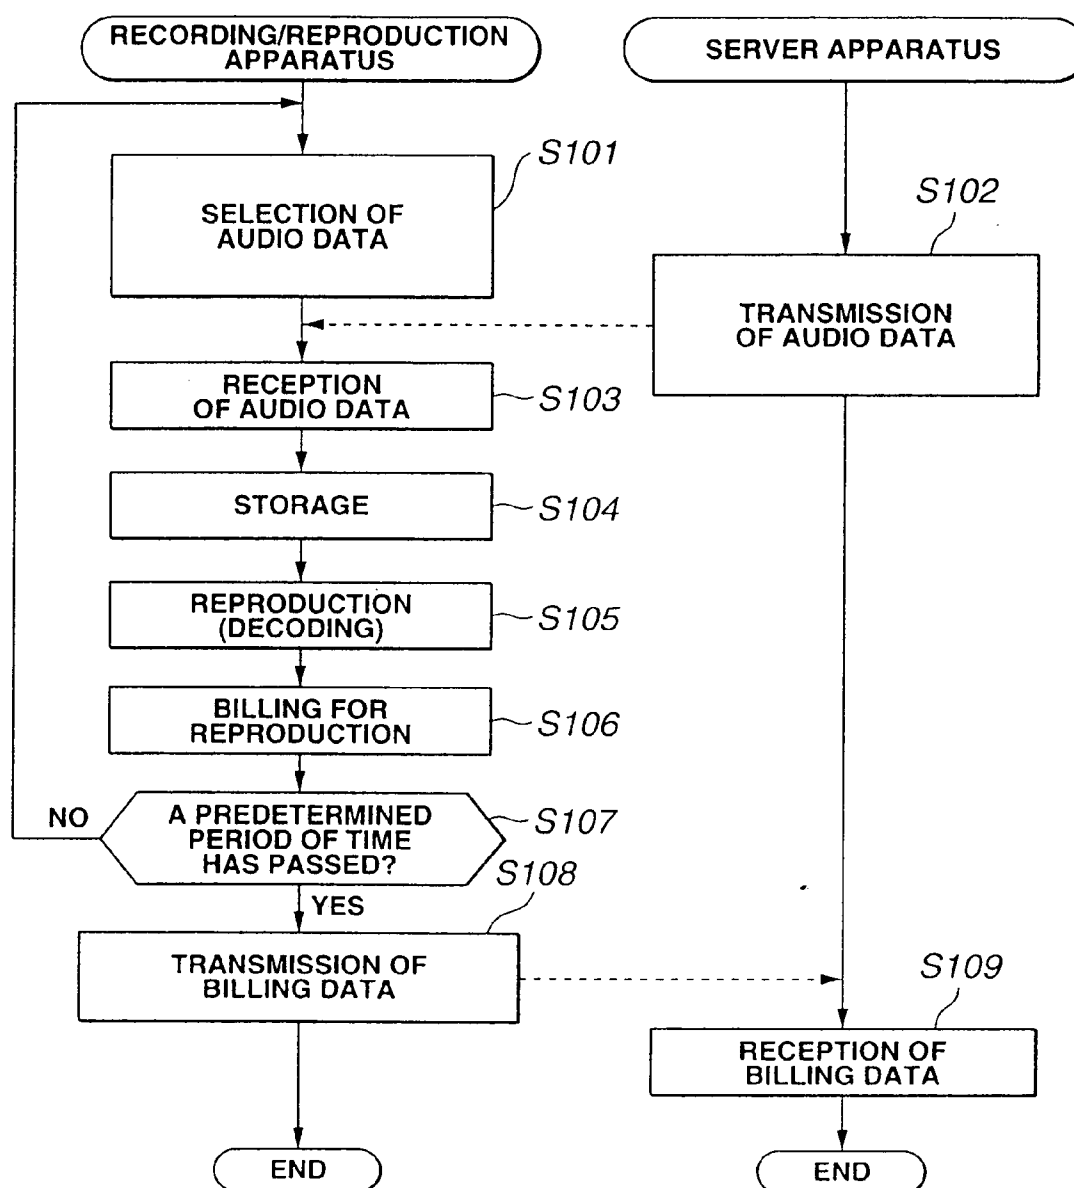 RECORDING/REPRODUCTION
APPARATUS
SERVER APPARATUS
S101
SELECTION OF
AUDIO DATA
S102
TRANSMISSION
OF AUDIO DATA
RECEPTION
OF AUDIO DATA
S103
STORAGE
S104
REPRODUCTION
(DECODING)
S105
BILLING FOR
REPRODUCTION
S106
NO
A PREDETERMINED
PERIOD OF TIME
HAS PASSED?
S107
YES
S108
TRANSMISSION OF
BILLING DATA
S109
RECEPTION OF
BILLING DATA
END
END